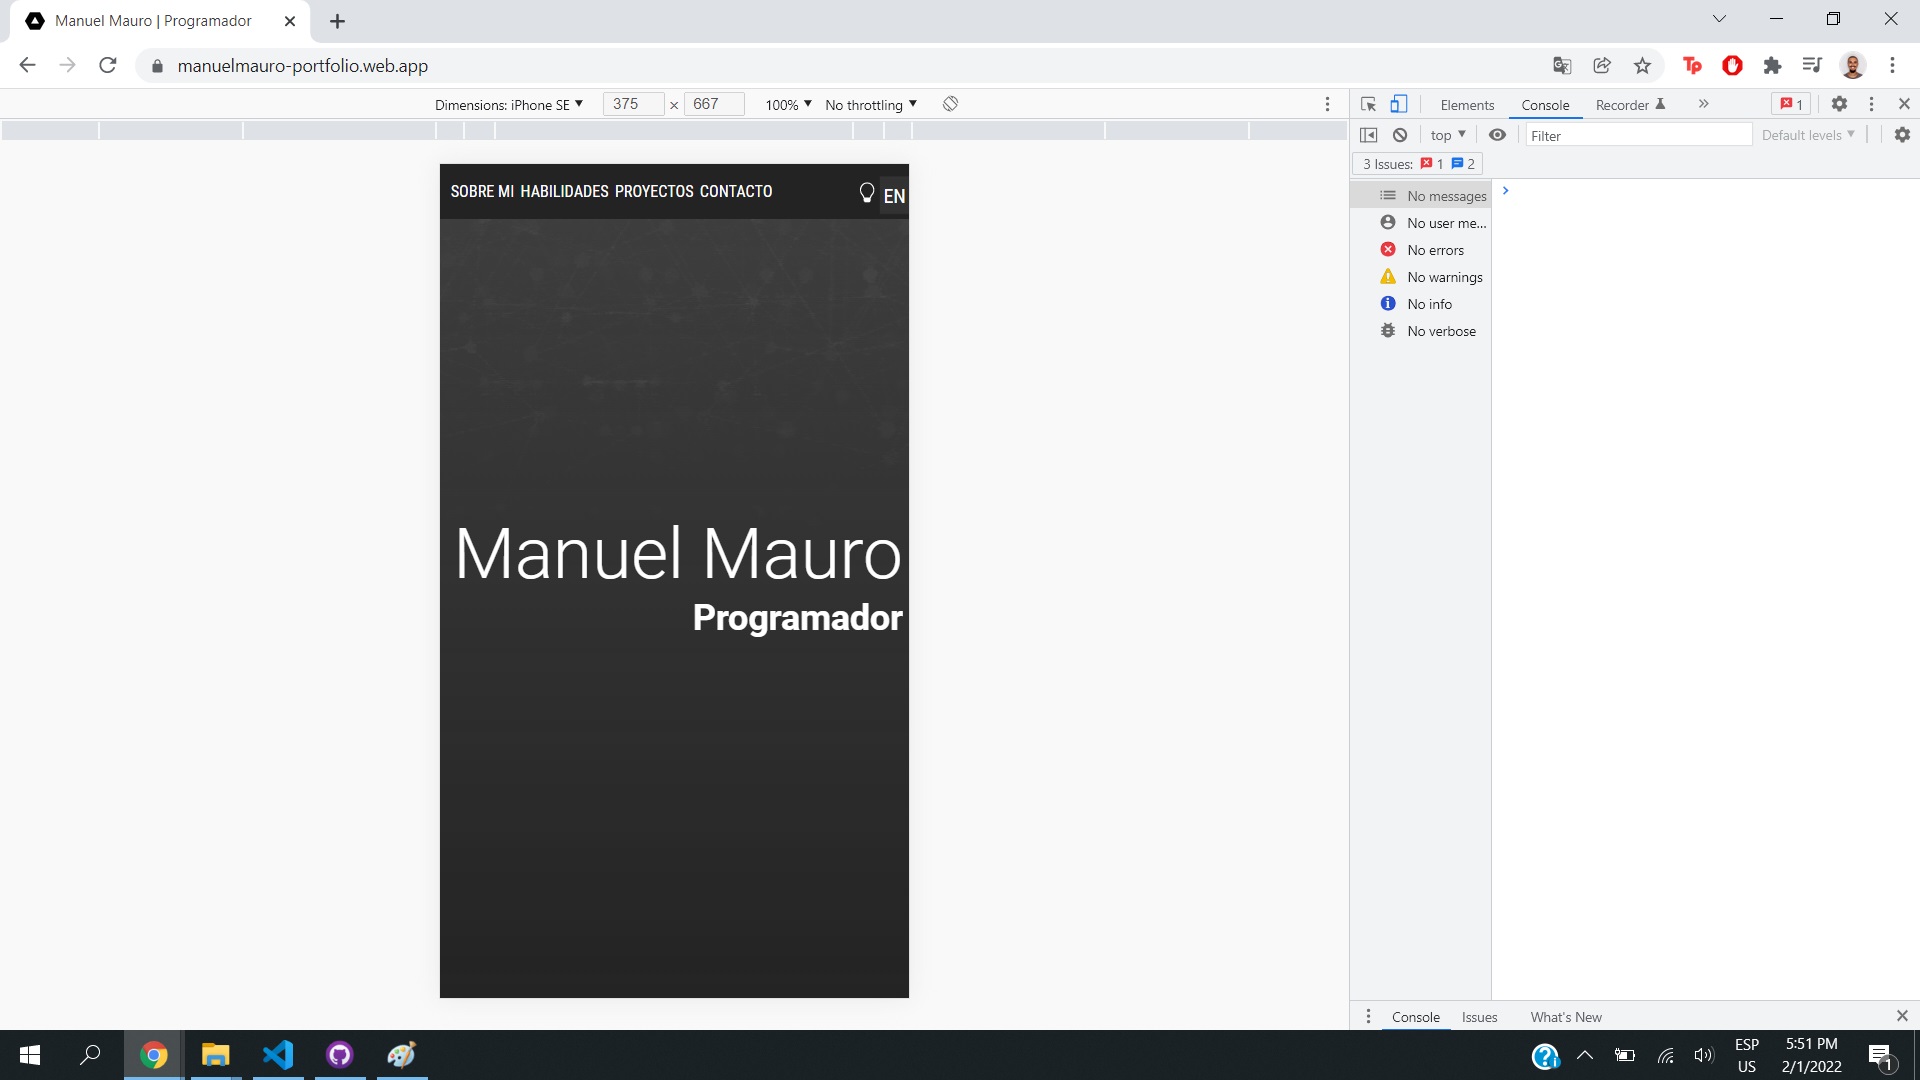 Manuel Mauro | Programador
manuelmauro-portfolio.web.app
Dimensions: iPhone SE 375 x 667 100% No throttling
Elements Console Recorder 1
top Filter Default levels
3 Issues: 1 2
No messages
No user me...
No errors
No warnings
No info
No verbose
SOBRE MI HABILIDADES PROYECTOS CONTACTO EN
Manuel Mauro
Programador
Console Issues What's New
ESP
US
5:51 PM
2/1/2022
1